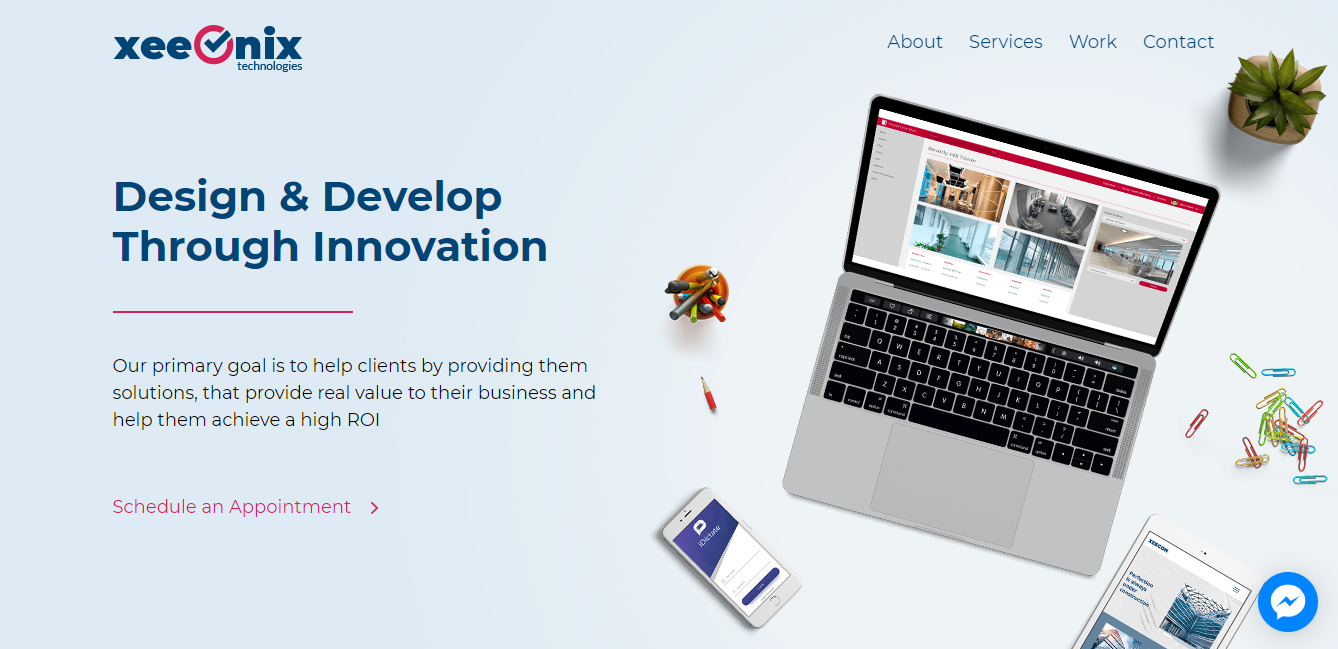 xeeonix
technologies
About Services Work Contact
Design & Develop
Through Innovation
Our primary goal is to help clients by providing them
solutions, that provide real value to their business and
help them achieve a high ROI
Schedule an Appointment
Beverly Hill Tower
iDictate
XEECON
Perfection
is always
under
construction